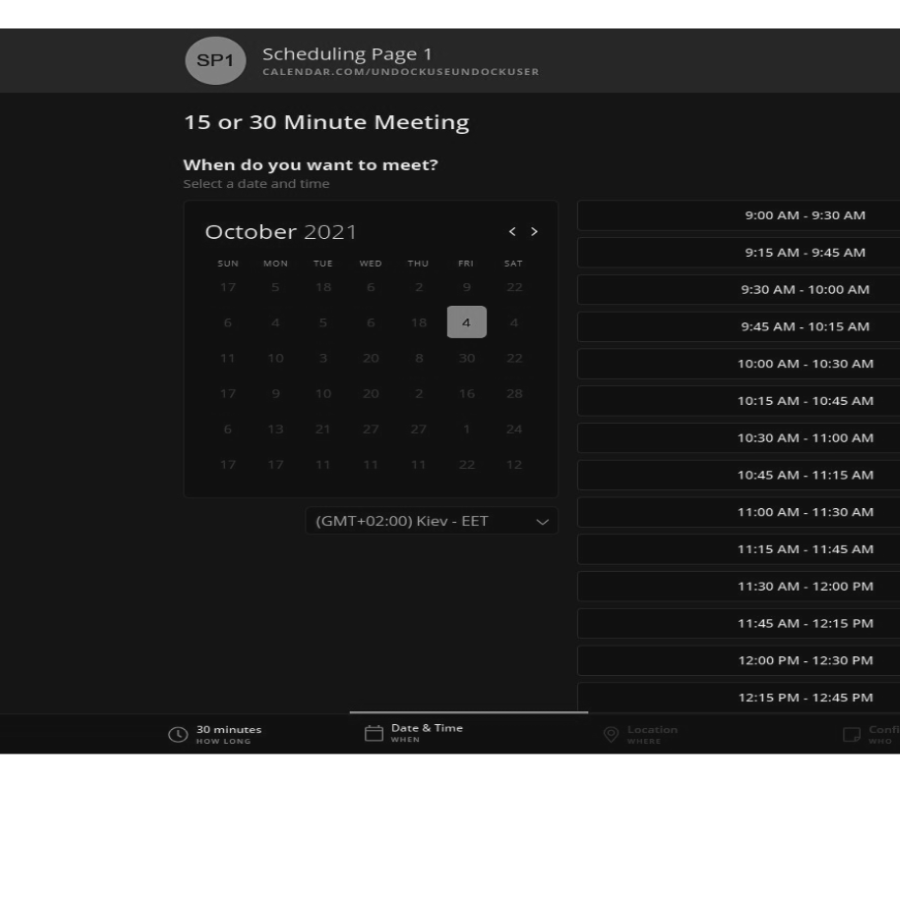 SP1
Scheduling Page 1
CALENDAR.COM/UNDOCKUSEUNDOCKUSER
15 or 30 Minute Meeting
When do you want to meet?
Select a date and time
October 2021 < >
SUN MON TUE WED THU FRI SAT
17 5 18 6 2 9 22
6 4 5 6 18 4 4
11 10 3 20 8 30 22
17 9 10 20 2 16 28
6 13 21 27 27 1 24
17 17 11 11 11 22 12
(GMT+02:00) Kiev - EET
9:00 AM - 9:30 AM
9:15 AM - 9:45 AM
9:30 AM - 10:00 AM
9:45 AM - 10:15 AM
10:00 AM - 10:30 AM
10:15 AM - 10:45 AM
10:30 AM - 11:00 AM
10:45 AM - 11:15 AM
11:00 AM - 11:30 AM
11:15 AM - 11:45 AM
11:30 AM - 12:00 PM
11:45 AM - 12:15 PM
12:00 PM - 12:30 PM
12:15 PM - 12:45 PM
30 minutes
HOW LONG
Date & Time
WHEN
Location
WHERE
Confi
WHO